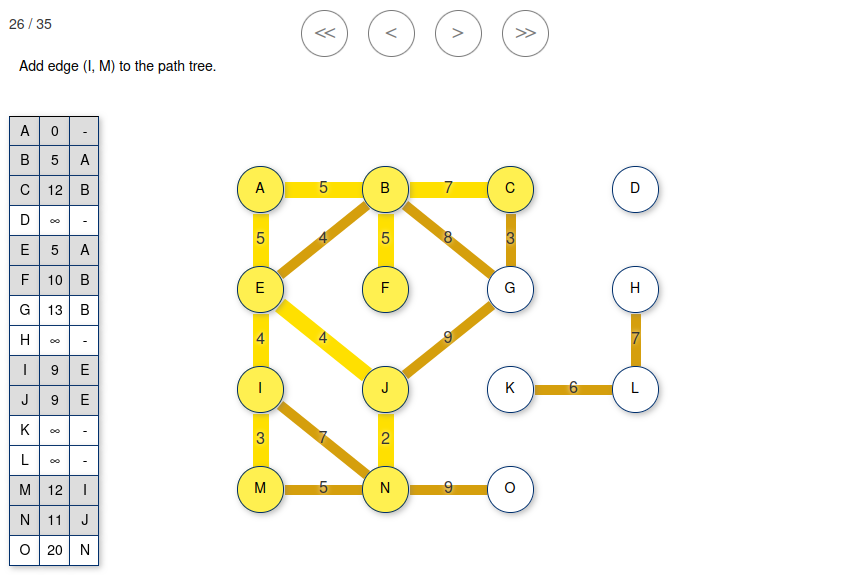 26 / 35
<< < > >>
Add edge (I, M) to the path tree.
A 0 -
B 5 A
C 12 B
D ∞ -
E 5 A
F 10 B
G 13 B
H ∞ -
I 9 E
J 9 E
K ∞ -
L ∞ -
M 12 I
N 11 J
O 20 N
A 5 B 7 C D
5 4 5 8 3
E F G H
4 4 9 7
I J K 6 L
3 7 2
M 5 N 9 O